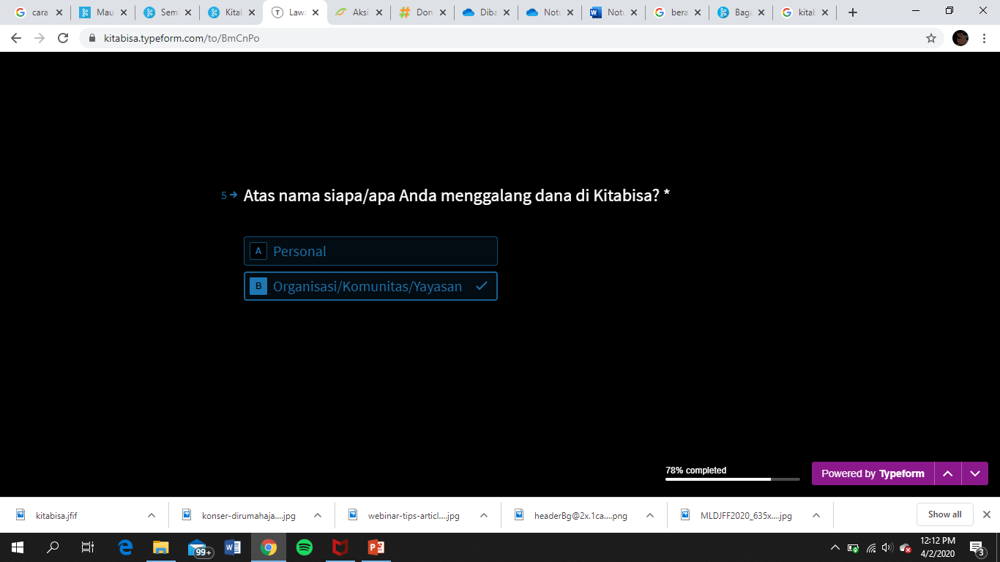 cara
Mau
Sem
Kital
Lawa
Aksi
Don
Diba
Notu
Notu
bera
Baga
kitab
kitabisa.typeform.com/to/BmCnPo
5 → Atas nama siapa/apa Anda menggalang dana di Kitabisa? *
A Personal
B Organisasi/Komunitas/Yayasan
78% completed
Powered by Typeform
kitabisa.jfif
konser-dirumahaja....jpg
webinar-tips-articl....jpg
headerBg@2x.1ca....png
MLDJFF2020_635x....jpg
Show all
99+
12:12 PM
4/2/2020
3